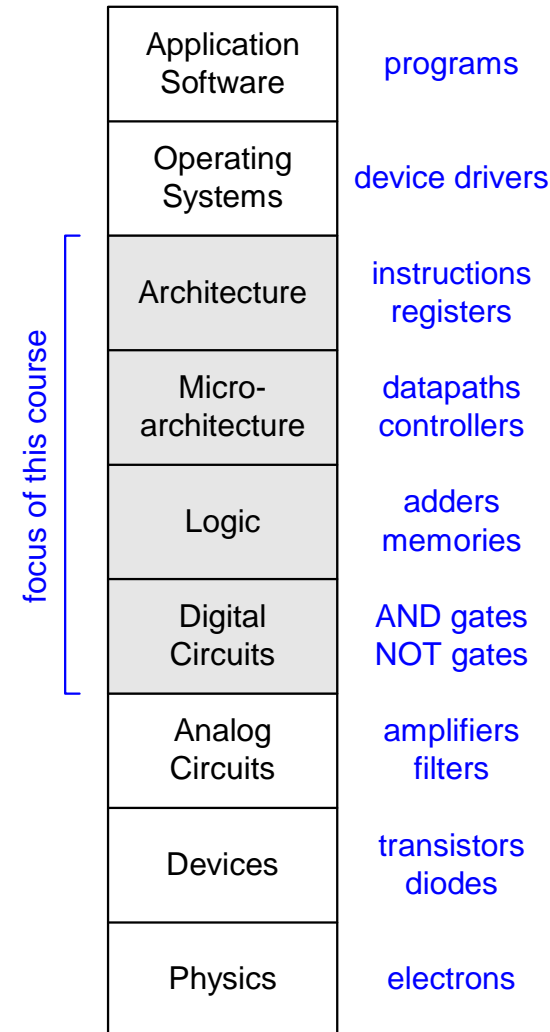 Application
Software
programs
Operating
Systems
device drivers
focus of this course
Architecture
instructions
registers
Micro-
architecture
datapaths
controllers
Logic
adders
memories
Digital
Circuits
AND gates
NOT gates
Analog
Circuits
amplifiers
filters
Devices
transistors
diodes
Physics
electrons